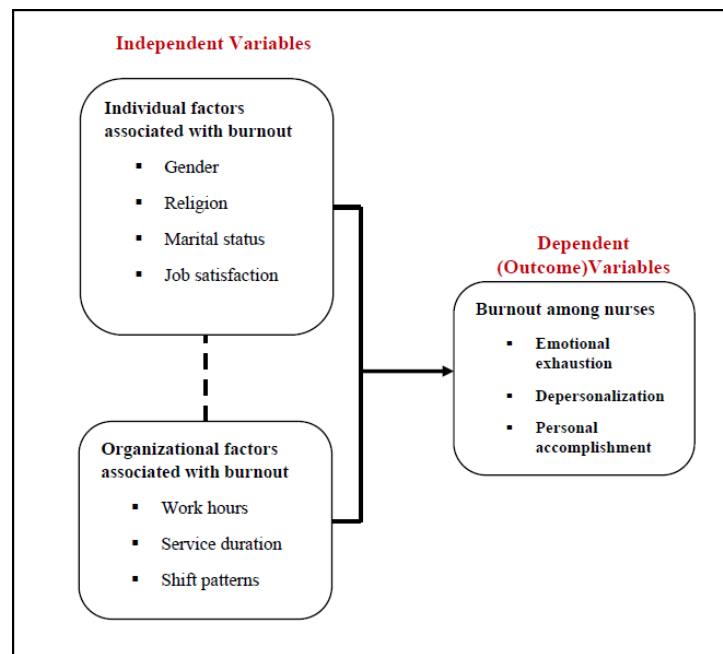 Independent Variables
Individual factors
associated with burnout
▪ Gender
▪ Religion
▪ Marital status
▪ Job satisfaction
Organizational factors
associated with burnout
▪ Work hours
▪ Service duration
▪ Shift patterns
Dependent
(Outcome)Variables
Burnout among nurses
▪ Emotional
exhaustion
▪ Depersonalization
▪ Personal
accomplishment